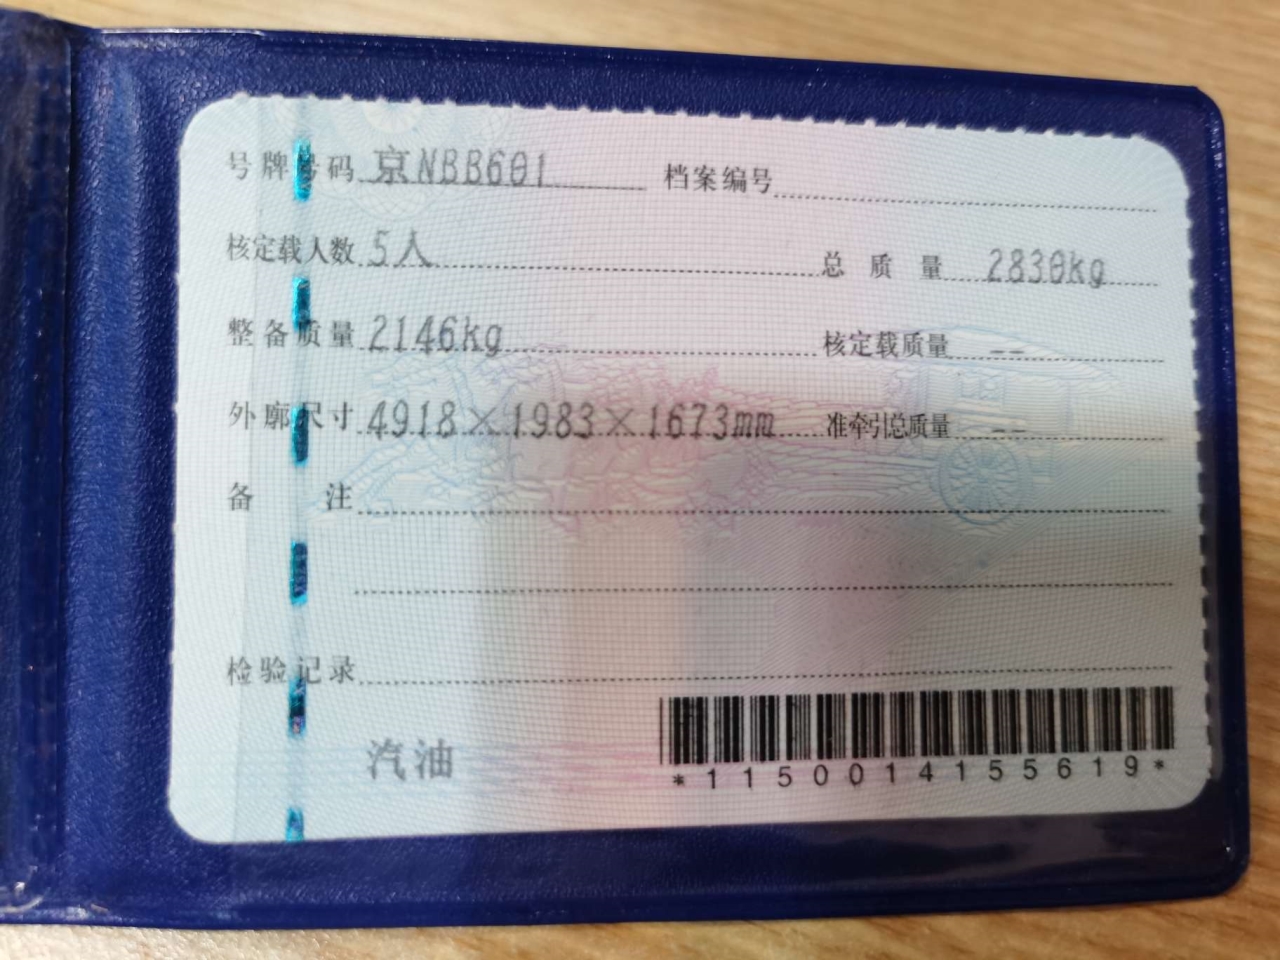 号牌号码 京NBB601 档案编号
核定载人数 5人 总质量 2830kg
整备质量 2146kg 核定载质量 --
外廓尺寸 4918×1983×1673mm 准牵引总质量 --
备注
检验记录
汽油
*1150014155619*